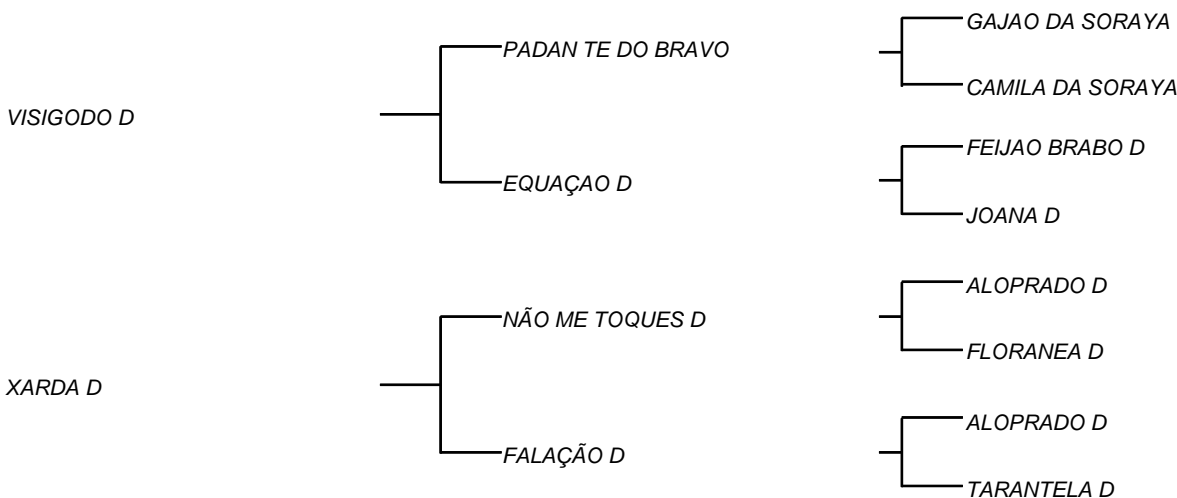 GAJAO DA SORAYA
PADAN TE DO BRAVO
CAMILA DA SORAYA
VISIGODO D
FEIJAO BRABO D
EQUAÇAO D
JOANA D
ALOPRADO D
NÃO ME TOQUES D
FLORANEA D
XARDA D
ALOPRADO D
FALAÇÃO D
TARANTELA D